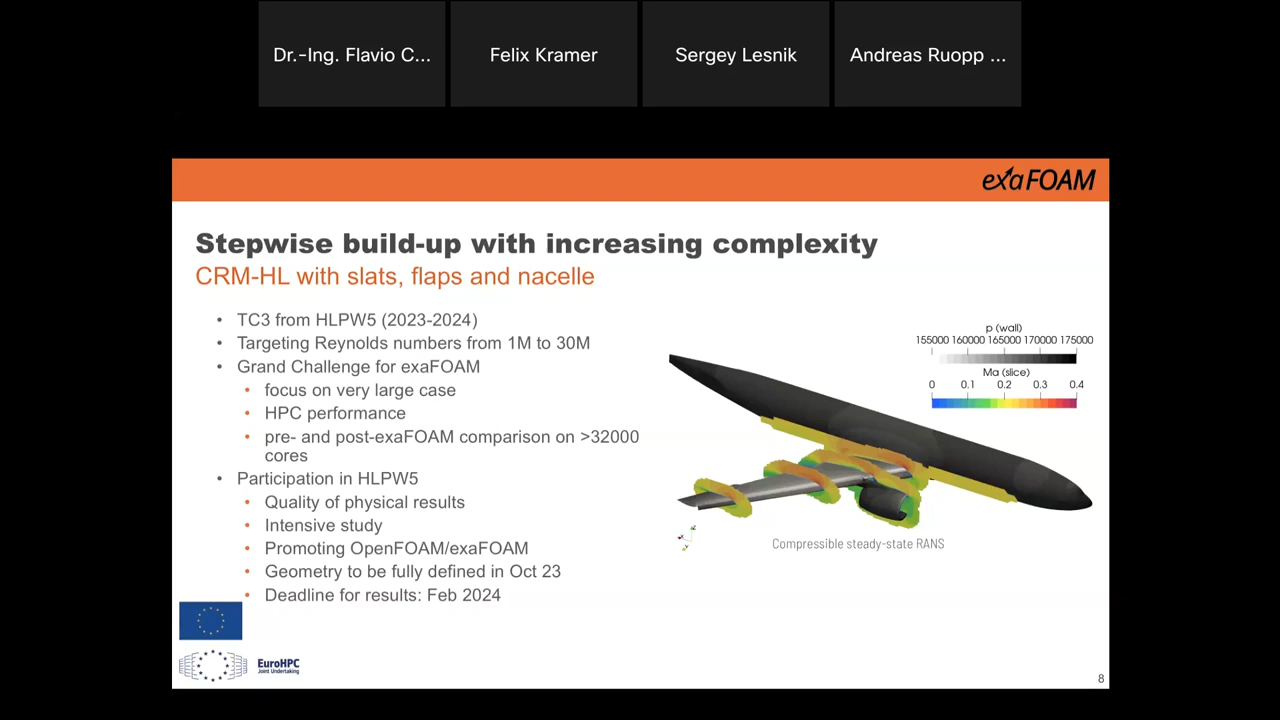 Dr.-Ing. Flavio C...
Felix Kramer
Sergey Lesnik
Andreas Ruopp ...
exaFOAM
Stepwise build-up with increasing complexity
CRM-HL with slats, flaps and nacelle
• TC3 from HLPW5 (2023-2024)
• Targeting Reynolds numbers from 1M to 30M
• Grand Challenge for exaFOAM
• focus on very large case
• HPC performance
• pre- and post-exaFOAM comparison on >32000
cores
• Participation in HLPW5
• Quality of physical results
• Intensive study
• Promoting OpenFOAM/exaFOAM
• Geometry to be fully defined in Oct 23
• Deadline for results: Feb 2024
p (wall)
155000 160000 165000 170000 175000
Ma (slice)
0 0.1 0.2 0.3 0.4
Compressible steady-state RANS
EuroHPC
Joint Undertaking
8